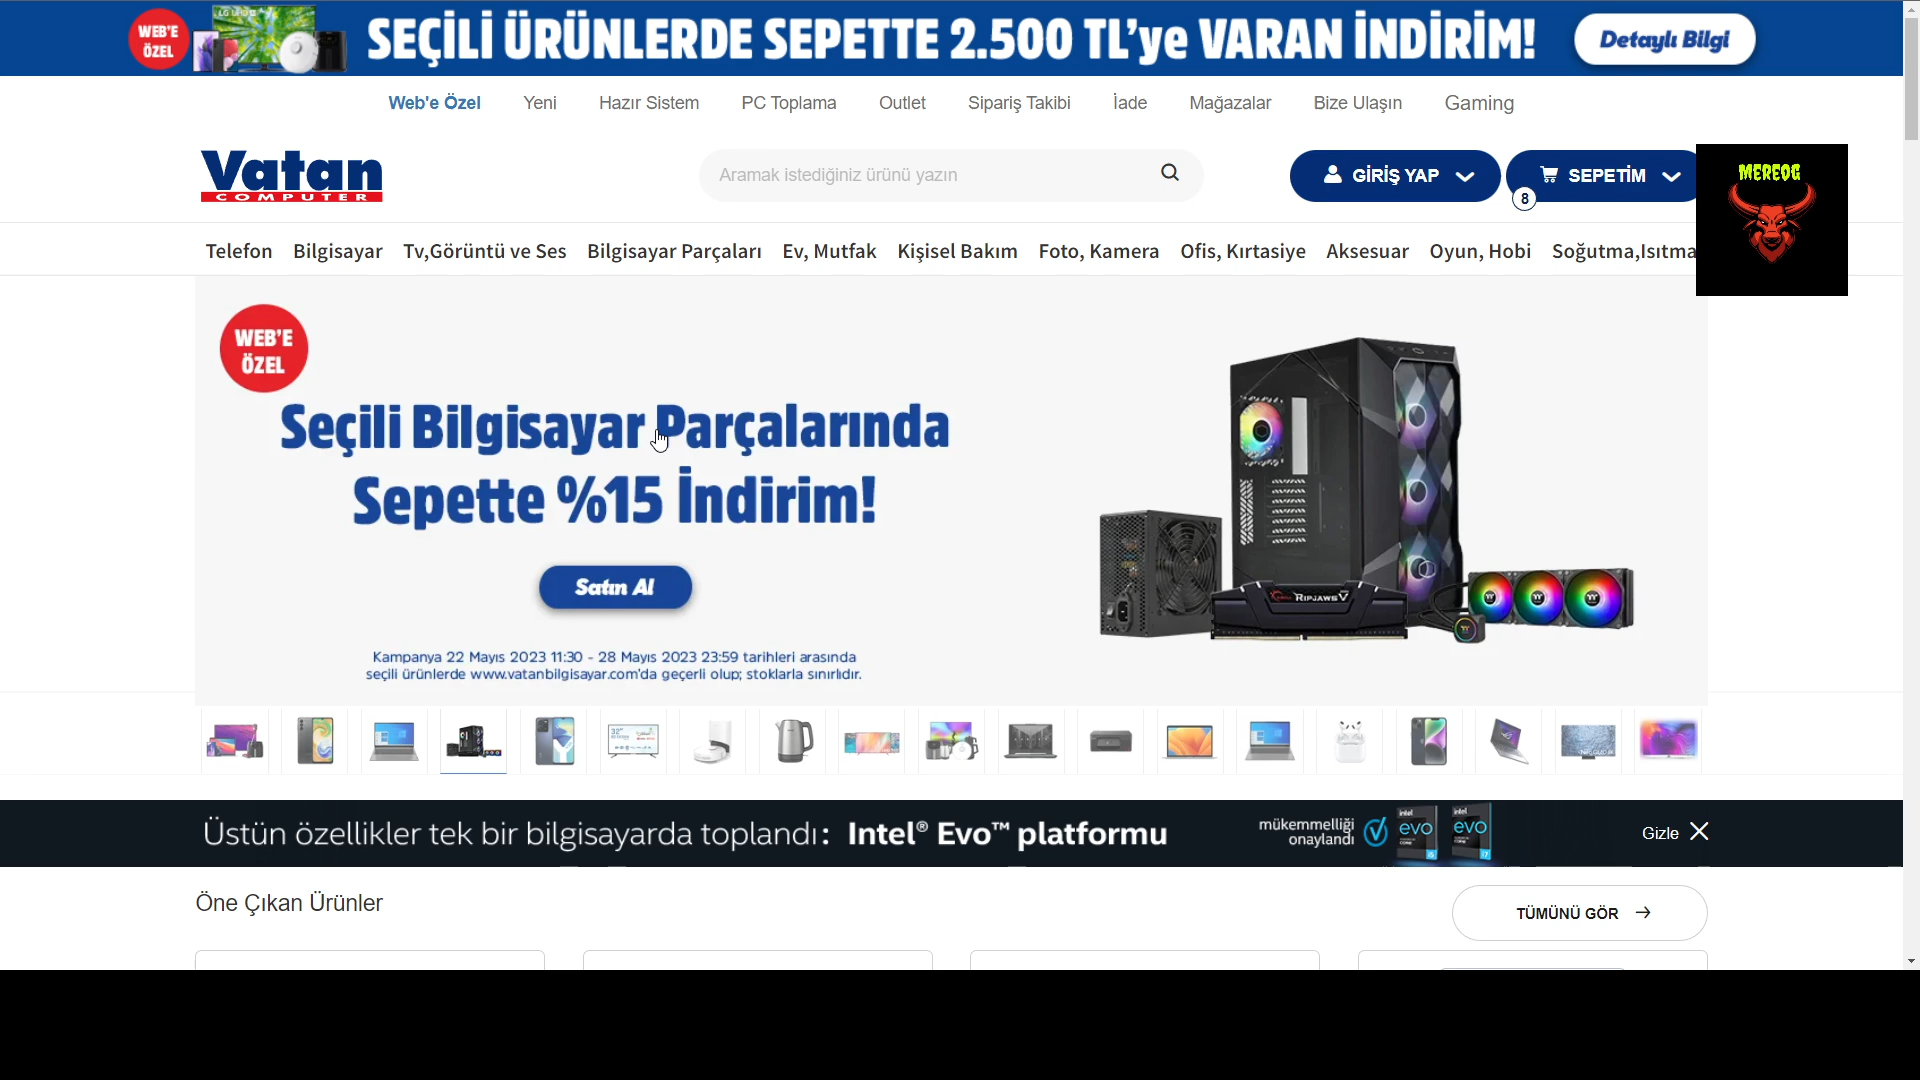 WEB'E
ÖZEL
SEÇİLİ ÜRÜNLERDE SEPETTE 2.500 TL'ye VARAN İNDİRİM!
Detaylı Bilgi
Web'e Özel
Yeni
Hazır Sistem
PC Toplama
Outlet
Sipariş Takibi
İade
Mağazalar
Bize Ulaşın
Gaming
Vatan
COMPUTER
Aramak istediğiniz ürünü yazın
GİRİŞ YAP
SEPETİM
8
MEREOG
Telefon
Bilgisayar
Tv,Görüntü ve Ses
Bilgisayar Parçaları
Ev, Mutfak
Kişisel Bakım
Foto, Kamera
Ofis, Kırtasiye
Aksesuar
Oyun, Hobi
Soğutma,Isıtma
WEB'E
ÖZEL
Seçili Bilgisayar Parçalarında
Sepette %15 İndirim!
Satın Al
Kampanya 22 Mayıs 2023 11:30 - 28 Mayıs 2023 23:59 tarihleri arasında
seçili ürünlerde www.vatanbilgisayar.com'da geçerli olup; stoklarla sınırlıdır.
RIPJAWS V
32"
Üstün özellikler tek bir bilgisayarda toplandı: Intel® Evo™ platformu
mükemmelliği
onaylandı
intel
evo
i5
intel
evo
i7
Gizle
Öne Çıkan Ürünler
TÜMÜNÜ GÖR